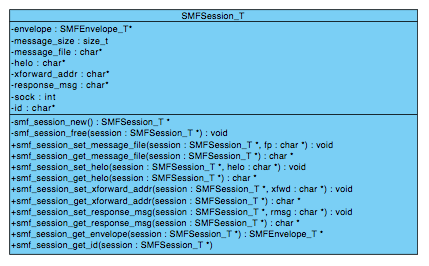 SMFSession_T
-envelope : SMFEnvelope_T*
-message_size : size_t
-message_file : char*
-helo : char*
-xforward_addr : char*
-response_msg : char*
-sock : int
-id : char*
-smf_session_new() : SMFSession_T *
-smf_session_free(session : SMFSession_T *) : void
+smf_session_set_message_file(session : SMFSession_T *, fp : char *) : void
+smf_session_get_message_file(session : SMFSession_T *) : char *
+smf_session_set_helo(session : SMFSession_T *, helo : char *) : void
+smf_session_get_helo(session : SMFSession_T *) : char *
+smf_session_set_xforward_addr(session : SMFSession_T *, xfwd : char *) : void
+smf_session_get_xforward_addr(session : SMFSession_T *) : char *
+smf_session_set_response_msg(session : SMFSession_T *, rmsg : char *) : void
+smf_session_get_response_msg(session : SMFSession_T *) : char *
+smf_session_get_envelope(session : SMFSession_T *) : SMFEnvelope_T *
+smf_session_get_id(session : SMFSession_T *)